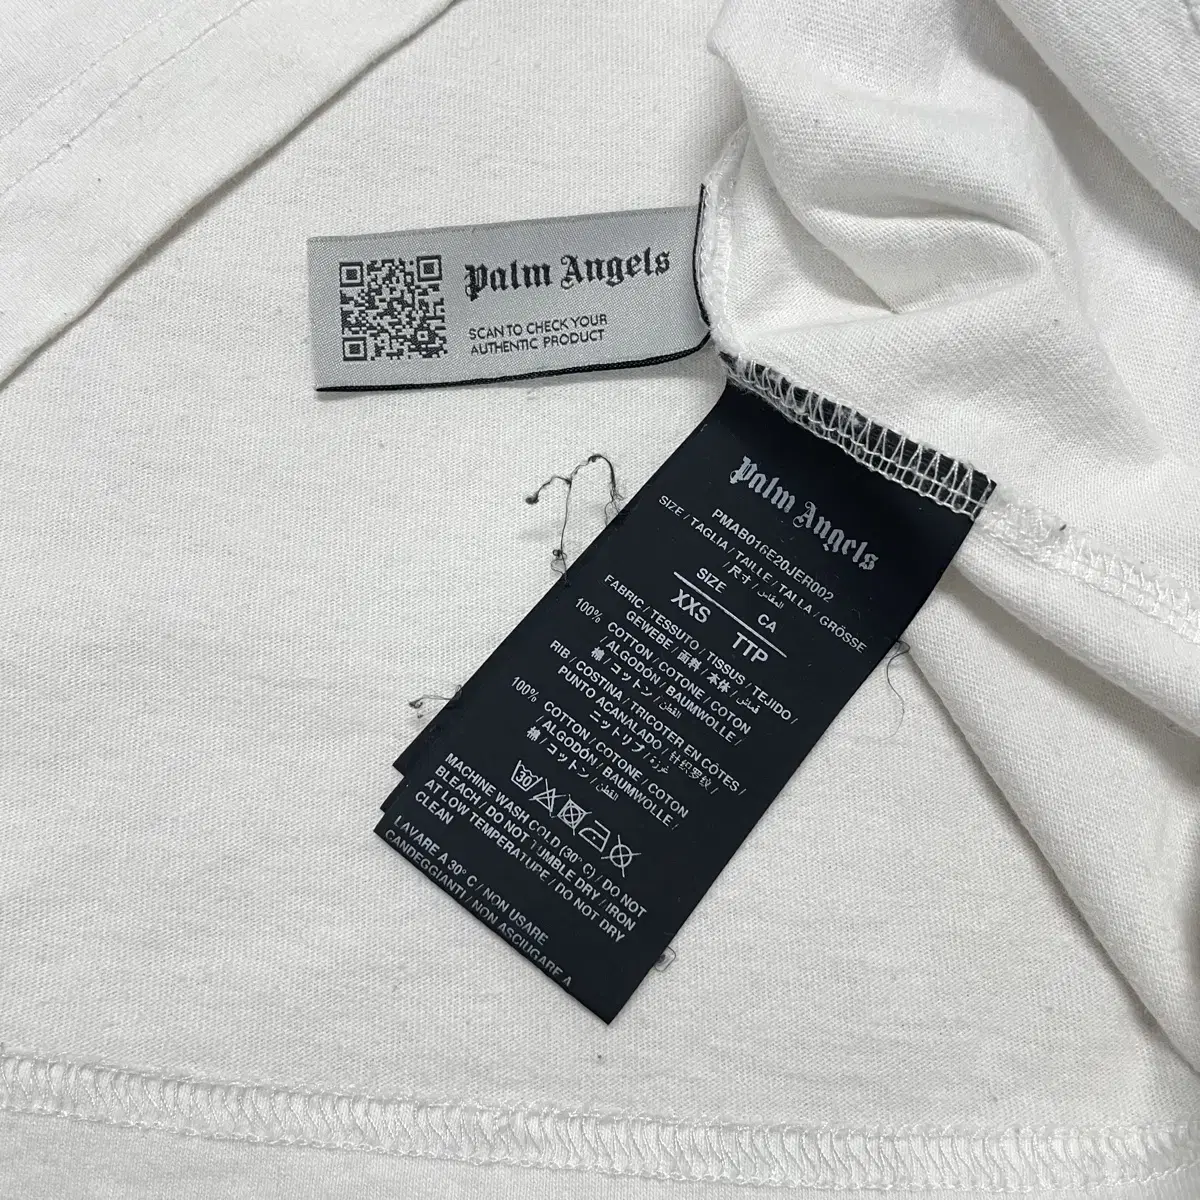 Palm Angels
SCAN TO CHECK YOUR
AUTHENTIC PRODUCT
Palm Angels
PMAB016E20JER002
SIZE / TAGLIA / TAILLE / TALLA / GRÖSSE
/ 尺寸 / المقاس
SIZE CA
XXS TTP
FABRIC / TESSUTO / TISSUS / TEJIDO /
GEWEBE / 面料 / 本体 / قماش
100% COTTON / COTONE / COTON
/ ALGODÓN / BAUMWOLLE /
棉 / コットン / القطن
RIB / COSTINA / TRICOTER EN CÔTES /
PUNTO ACANALADO / 针织罗纹 /
ニットリブ / غرزة
100% COTTON / COTONE / COTON
/ ALGODÓN / BAUMWOLLE /
棉 / コットン / القطن
30
MACHINE WASH COLD (30° C) / DO NOT
BLEACH / DO NOT TUMBLE DRY / IRON
AT LOW TEMPERATUPE / DO NOT DRY
CLEAN
LAVARE A 30° C / NON USARE
CANDEGGIANTI / NON ASCIUGARE A